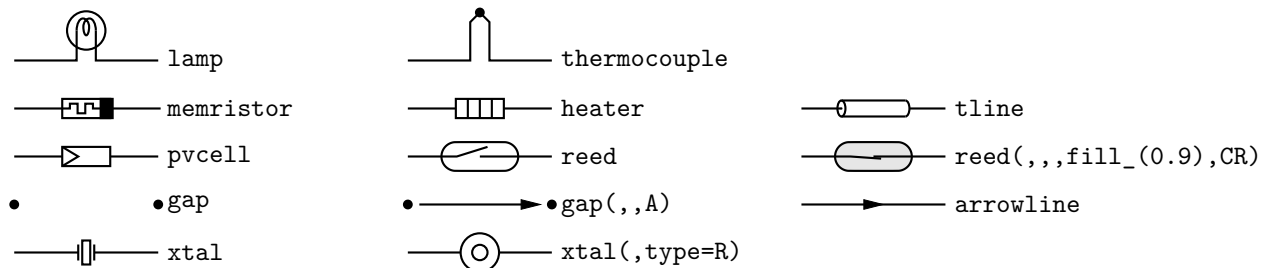 lamp thermocouple
memristor heater tline
pvcell reed reed(,,,fill_(0.9),CR)
gap gap(,,A) arrowline
xtal xtal(,type=R)